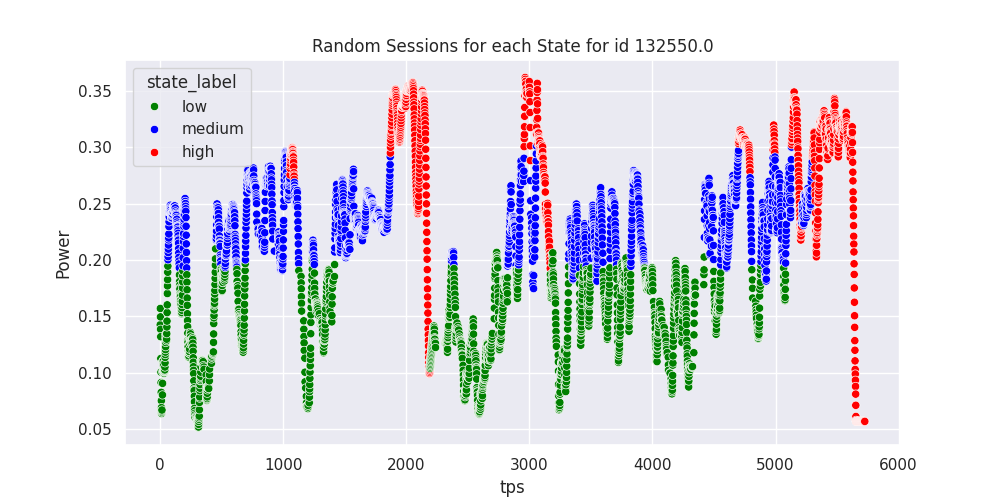 Random Sessions for each State for id 132550.0
state_label
low
medium
high
Power
0.35
0.30
0.25
0.20
0.15
0.10
0.05
0 1000 2000 3000 4000 5000 6000
tps